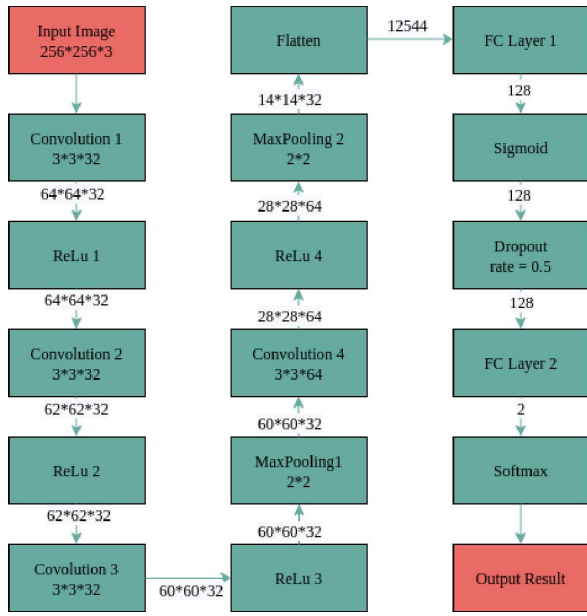 Input Image
256*256*3
Convolution 1
3*3*32
64*64*32
ReLu 1
64*64*32
Convolution 2
3*3*32
62*62*32
ReLu 2
62*62*32
Covolution 3
3*3*32
60*60*32
ReLu 3
60*60*32
MaxPooling1
2*2
60*60*32
Convolution 4
3*3*64
28*28*64
ReLu 4
28*28*64
MaxPooling 2
2*2
14*14*32
Flatten
12544
FC Layer 1
128
Sigmoid
128
Dropout
rate = 0.5
128
FC Layer 2
2
Softmax
Output Result